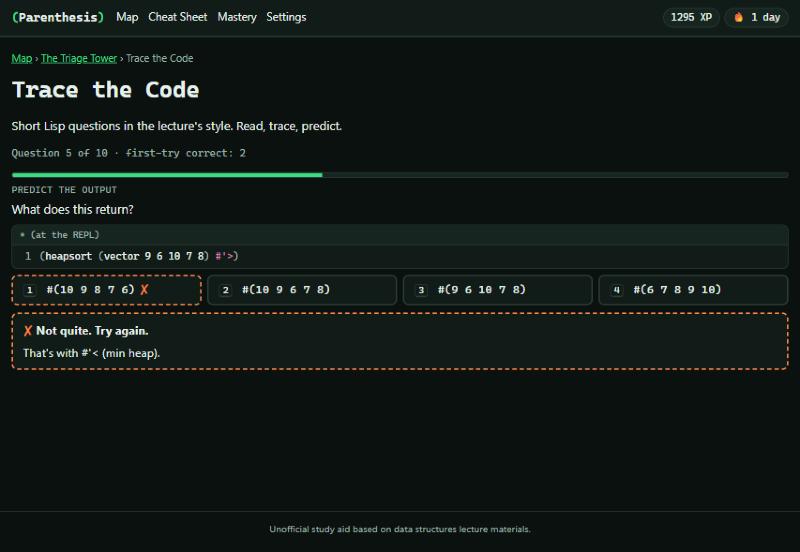 (Parenthesis) Map Cheat Sheet Mastery Settings 1295 XP 🔥 1 day
Map › The Triage Tower › Trace the Code
Trace the Code
Short Lisp questions in the lecture's style. Read, trace, predict.
Question 5 of 10 · first-try correct: 2
PREDICT THE OUTPUT
What does this return?
* (at the REPL)
1 (heapsort (vector 9 6 10 7 8) #'>)
1 #(10 9 8 7 6) ✗
2 #(10 9 6 7 8)
3 #(9 6 10 7 8)
4 #(6 7 8 9 10)
✗ Not quite. Try again.
That's with #'< (min heap).
Unofficial study aid based on data structures lecture materials.